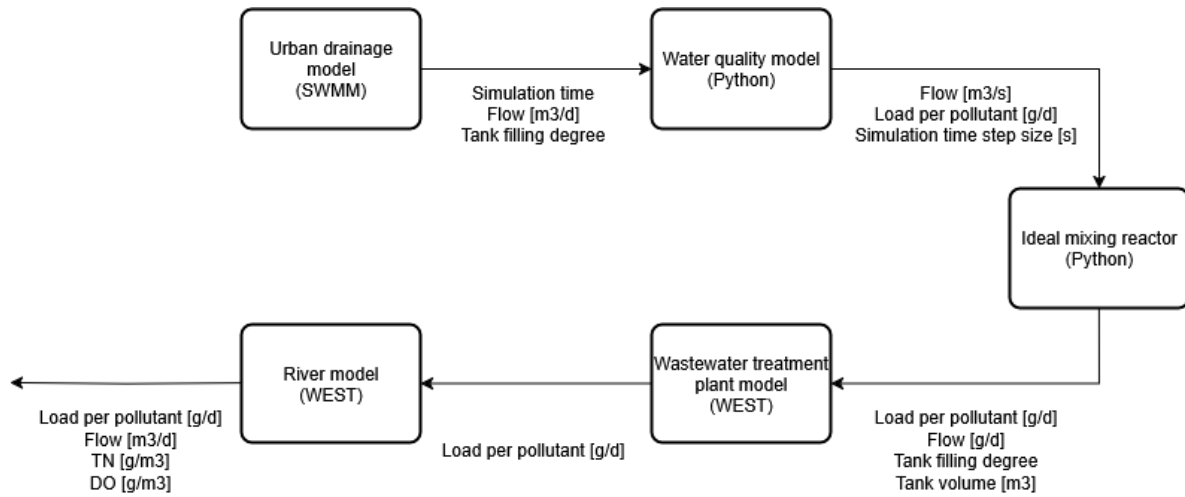 Urban drainage
model
(SWMM)
Simulation time
Flow [m3/d]
Tank filling degree
Water quality model
(Python)
Flow [m3/s]
Load per pollutant [g/d]
Simulation time step size [s]
Ideal mixing reactor
(Python)
Load per pollutant [g/d]
Flow [g/d]
Tank filling degree
Tank volume [m3]
Wastewater treatment
plant model
(WEST)
Load per pollutant [g/d]
River model
(WEST)
Load per pollutant [g/d]
Flow [m3/d]
TN [g/m3]
DO [g/m3]